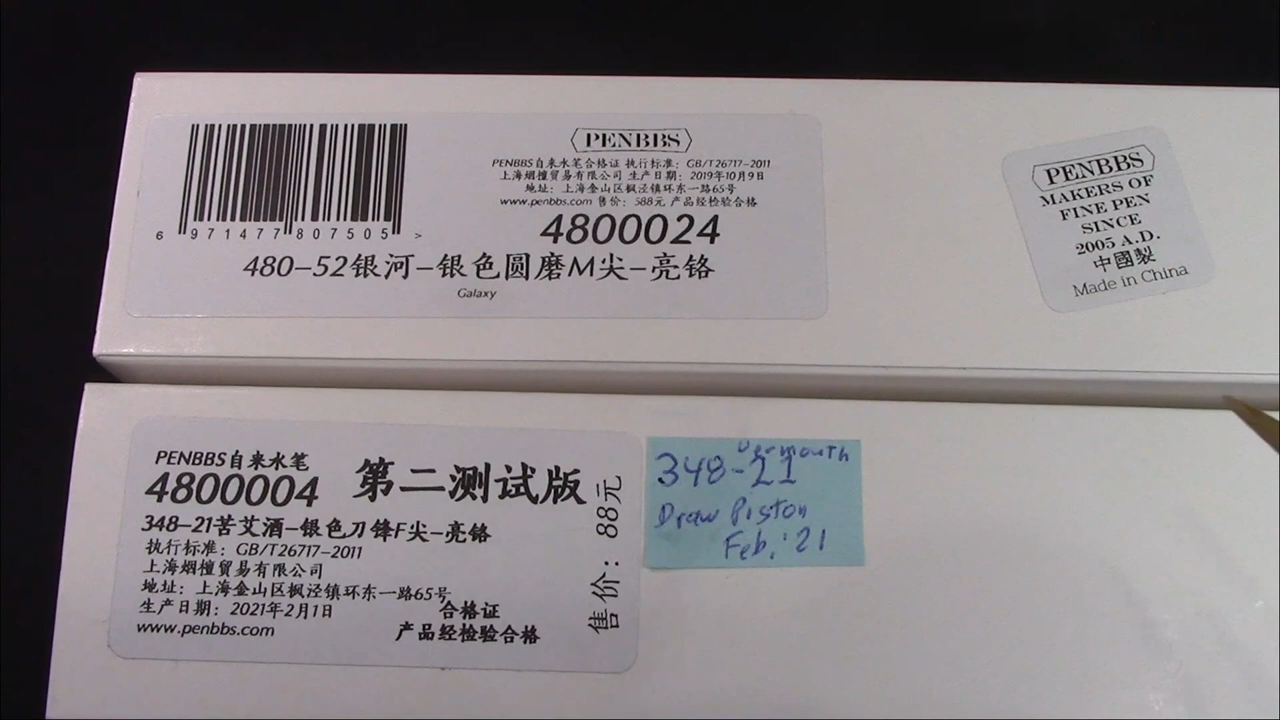 PENBBS
PENBBS自来水笔合格证 执行标准：GB/T26717-2011
上海烟檀贸易有限公司 生产日期：2019年10月9日
地址：上海金山区枫泾镇环东一路65号
www.penbbs.com 售价：588元 产品经检验合格
6 971477 807505 >
4800024
480-52银河-银色圆磨M尖-亮铬
Galaxy
PENBBS
MAKERS OF
FINE PEN
SINCE
2005 A.D.
中國製
Made in China
PENBBS自来水笔
4800004 第二测试版
348-21苦艾酒-银色刀锋F尖-亮铬
执行标准：GB/T26717-2011
上海烟檀贸易有限公司
地址：上海金山区枫泾镇环东一路65号
生产日期：2021年2月1日
合格证
www.penbbs.com
产品经检验合格
售价：88元
Vermouth
348-21
Draw Piston
Feb. '21